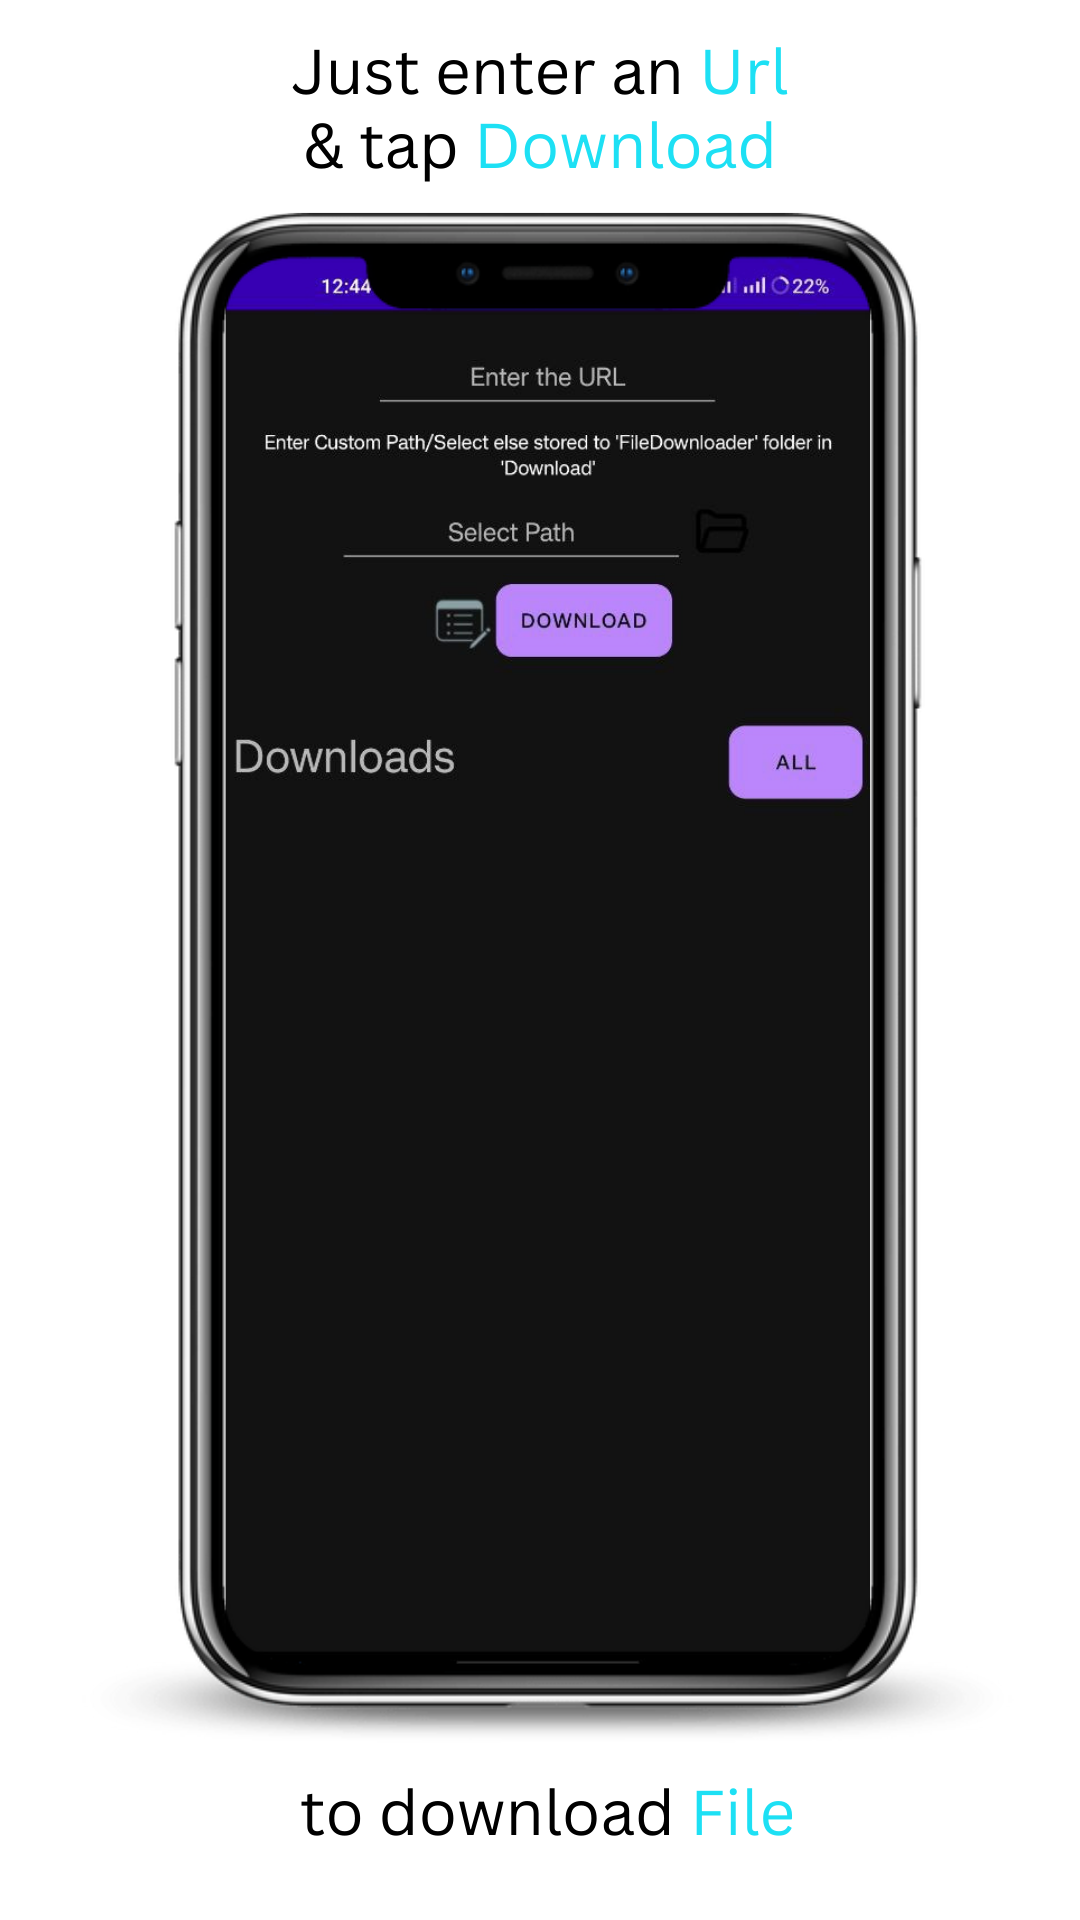 Just enter an Url
& tap Download
12:44
22%
Enter the URL
Enter Custom Path/Select else stored to 'FileDownloader' folder in
'Download'
Select Path
DOWNLOAD
Downloads
ALL
to download File